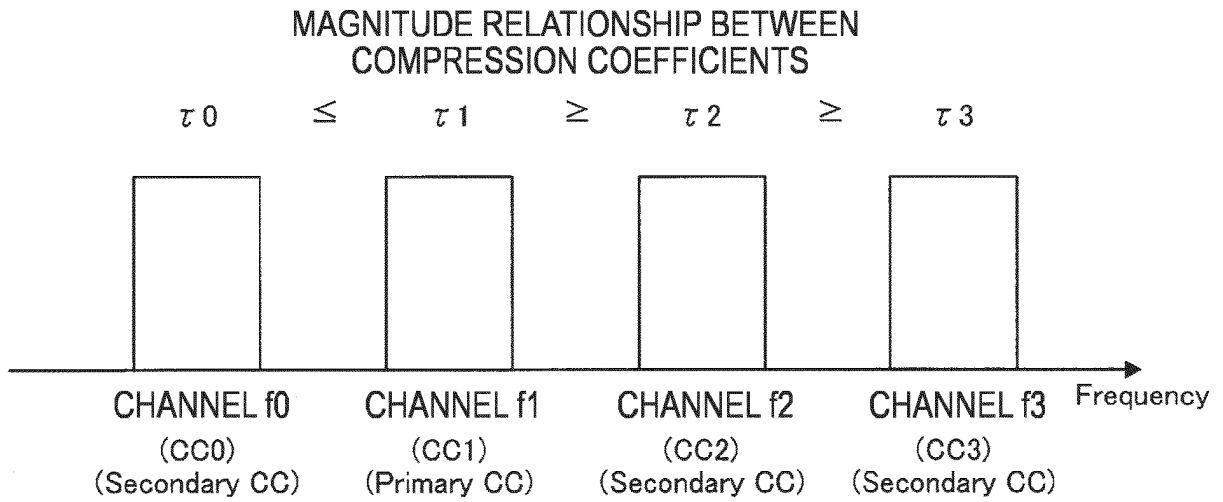 MAGNITUDE RELATIONSHIP BETWEEN
COMPRESSION COEFFICIENTS
τ0 ≤ τ1 ≥ τ2 ≥ τ3
CHANNEL f0 CHANNEL f1 CHANNEL f2 CHANNEL f3 Frequency
(CC0) (CC1) (CC2) (CC3)
(Secondary CC) (Primary CC) (Secondary CC) (Secondary CC)